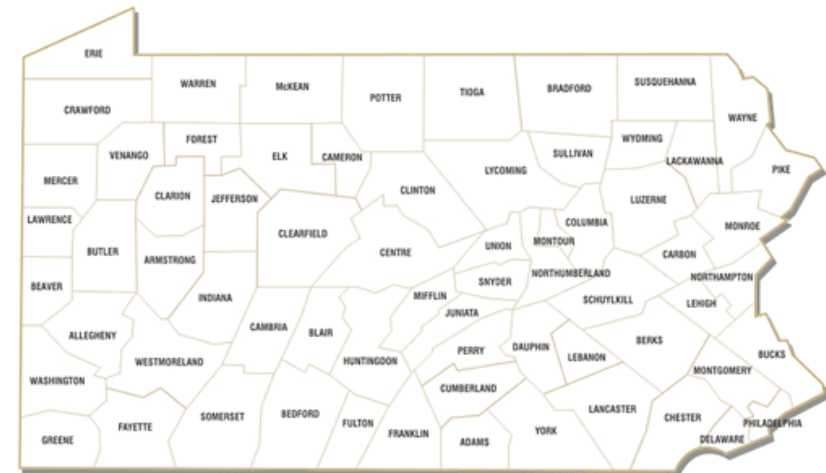 ERIE
WARREN
McKEAN
POTTER
TIOGA
BRADFORD
SUSQUEHANNA
CRAWFORD
WAYNE
FOREST
WYOMING
VENANGO
ELK
CAMERON
SULLIVAN
LACKAWANNA
PIKE
MERCER
LYCOMING
CLARION
JEFFERSON
CLINTON
LUZERNE
LAWRENCE
COLUMBIA
MONROE
CLEARFIELD
BUTLER
CENTRE
UNION
MONTOUR
CARBON
ARMSTRONG
NORTHUMBERLAND
NORTHAMPTON
BEAVER
SNYDER
INDIANA
MIFFLIN
SCHUYLKILL
LEHIGH
JUNIATA
CAMBRIA
BLAIR
ALLEGHENY
BERKS
DAUPHIN
PERRY
LEBANON
BUCKS
WESTMORELAND
HUNTINGDON
MONTGOMERY
WASHINGTON
CUMBERLAND
LANCASTER
SOMERSET
BEDFORD
CHESTER
FULTON
PHILADELPHIA
FAYETTE
FRANKLIN
YORK
GREENE
ADAMS
DELAWARE